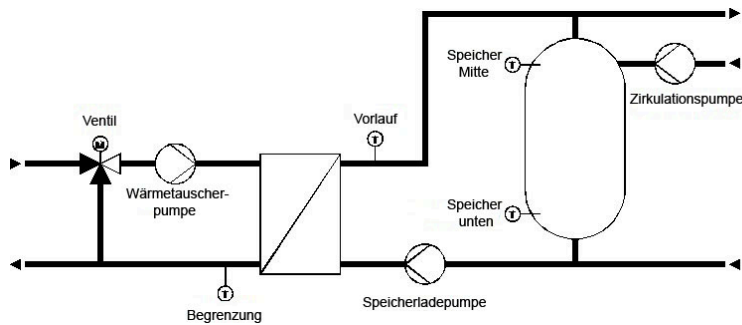 Speicher
Mitte
T
Zirkulationspumpe
Ventil
M
Vorlauf
T
Wärmetauscher-
pumpe
Speicher
unten
T
T
Begrenzung
Speicherladepumpe